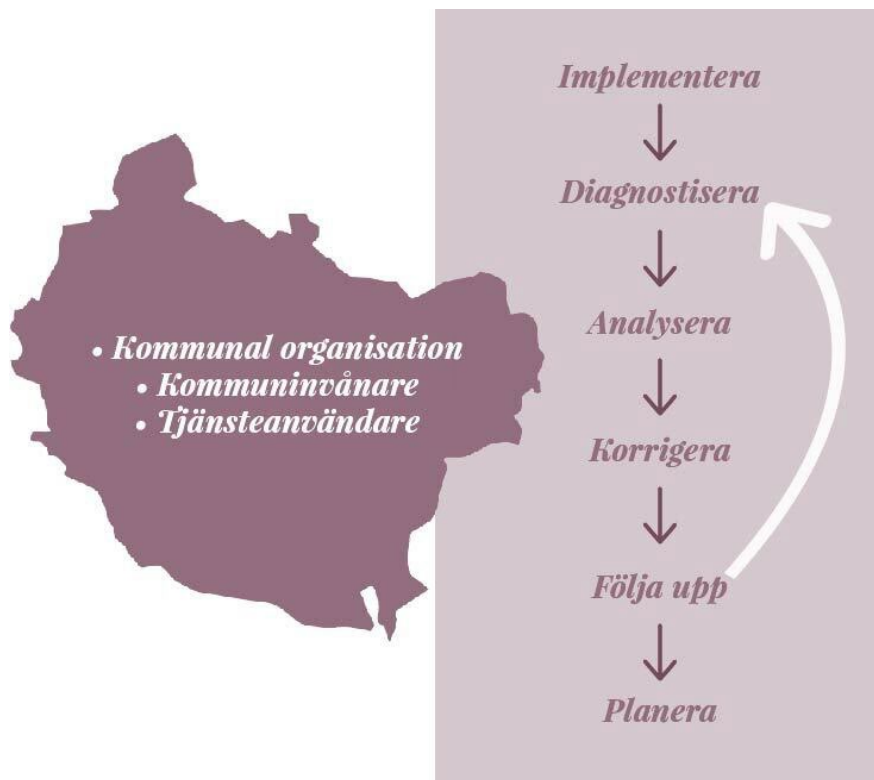 • Kommunal organisation
• Kommuninvånare
• Tjänsteanvändare
Implementera
Diagnostisera
Analysera
Korrigera
Följa upp
Planera